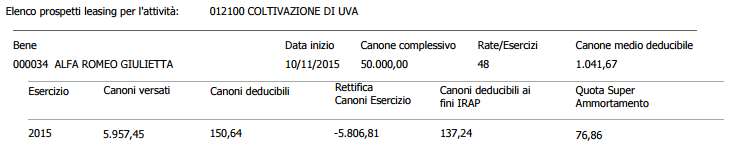 Elenco prospetti leasing per l'attività: 012100 COLTIVAZIONE DI UVA
Bene Data inizio Canone complessivo Rate/Esercizi Canone medio deducibile
000034 ALFA ROMEO GIULIETTA 10/11/2015 50.000,00 48 1.041,67
Esercizio Canoni versati Canoni deducibili Rettifica Canoni Esercizio Canoni deducibili ai fini IRAP Quota Super Ammortamento
2015 5.957,45 150,64 -5.806,81 137,24 76,86